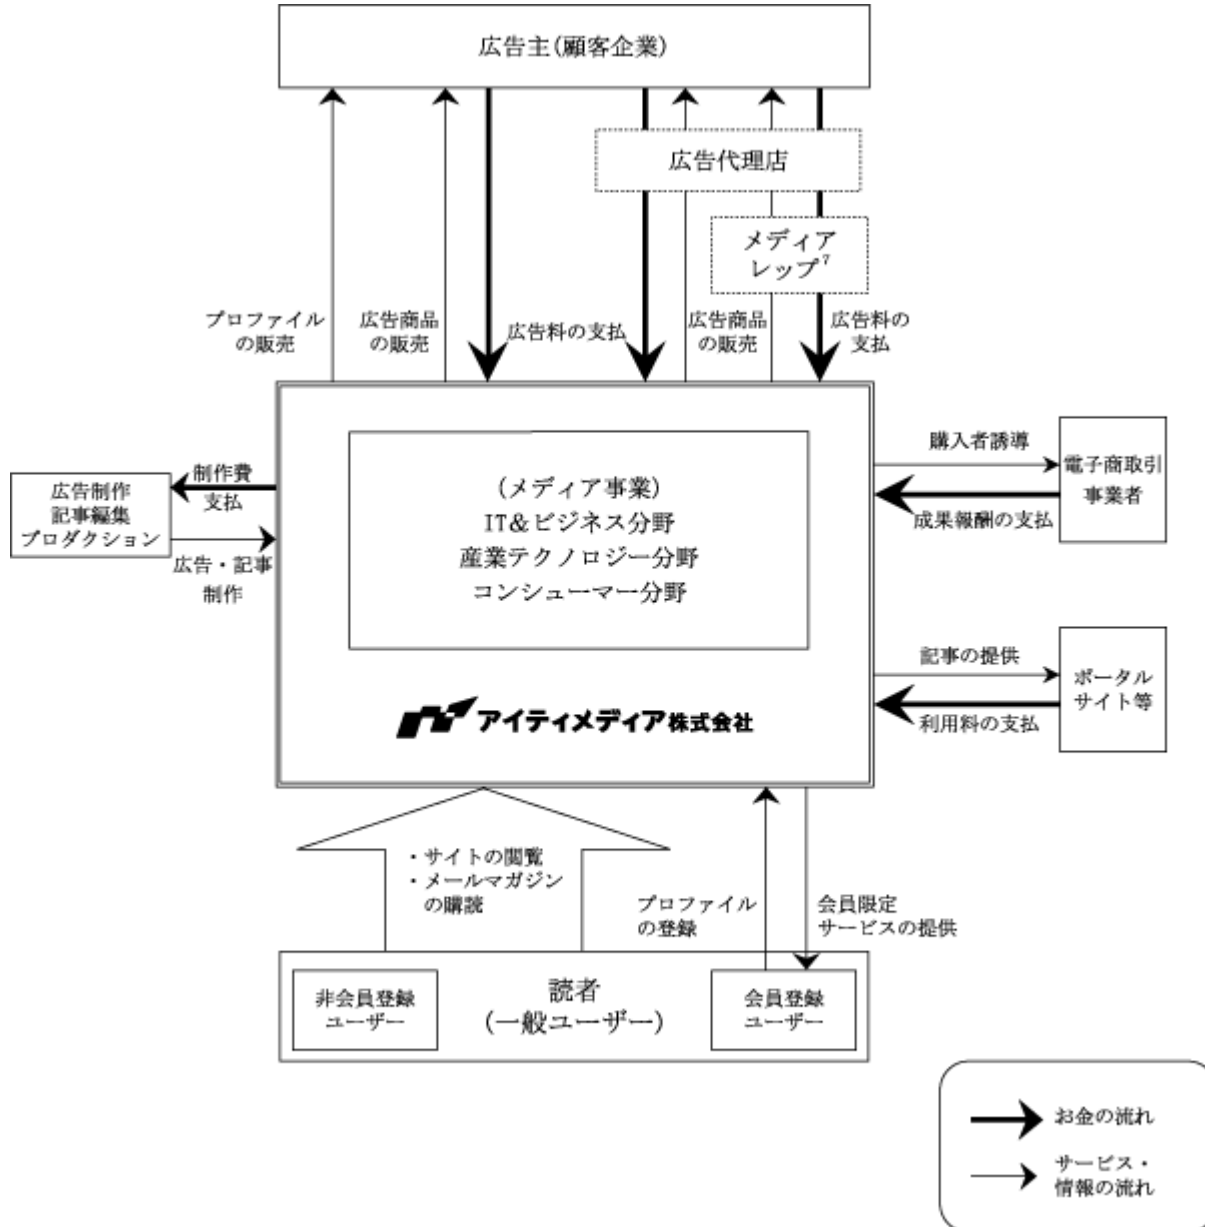 広告主(顧客企業)
広告代理店
メディア
レップ7
プロファイル
の販売
広告商品
の販売
広告料の支払
広告商品
の販売
広告料の
支払
制作費
支払
広告制作
記事編集
プロダクション
広告・記事
制作
(メディア事業)
IT&ビジネス分野
産業テクノロジー分野
コンシューマー分野
アイティメディア株式会社
購入者誘導
電子商取引
事業者
成果報酬の支払
記事の提供
ポータル
サイト等
利用料の支払
・サイトの閲覧
・メールマガジン
の購読
プロファイル
の登録
会員限定
サービスの提供
非会員登録
ユーザー
読者
(一般ユーザー)
会員登録
ユーザー
お金の流れ
サービス・
情報の流れ